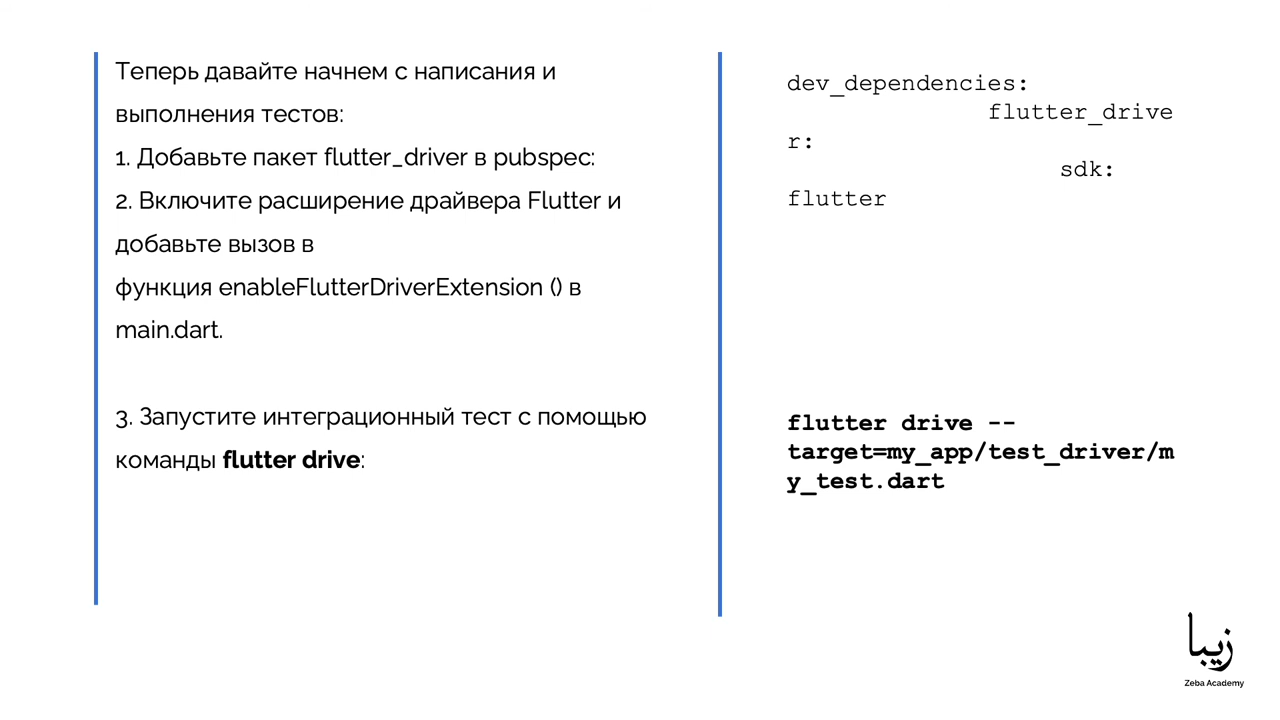 Теперь давайте начнем с написания и
выполнения тестов:
1. Добавьте пакет flutter_driver в pubspec:
2. Включите расширение драйвера Flutter и
добавьте вызов в
функция enableFlutterDriverExtension () в
main.dart.
3. Запустите интеграционный тест с помощью
команды flutter drive:
dev_dependencies:
flutter_drive
r:
sdk:
flutter
flutter drive --
target=my_app/test_driver/m
y_test.dart
زيبا
Zeba Academy